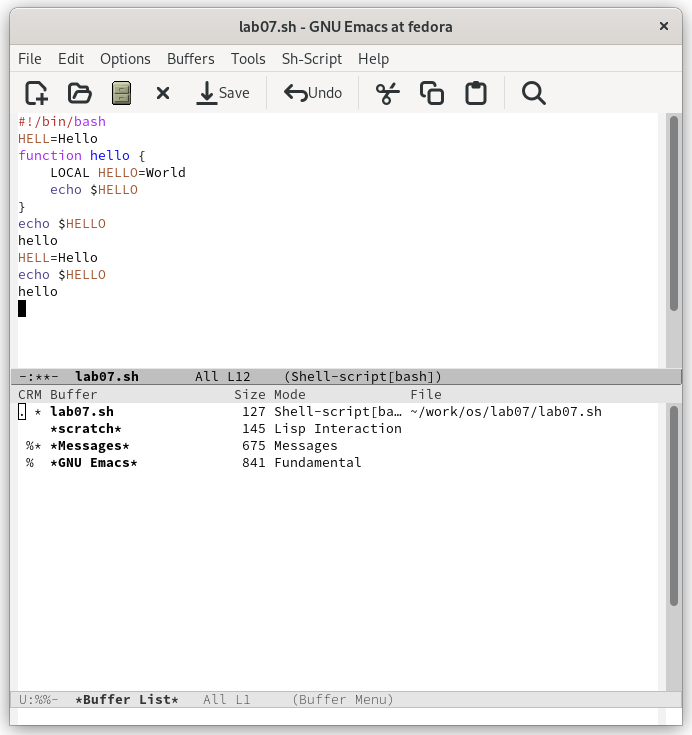 lab07.sh - GNU Emacs at fedora ×
File Edit Options Buffers Tools Sh-Script Help
Save Undo
#!/bin/bash
HELL=Hello
function hello {
    LOCAL HELLO=World
    echo $HELLO
}
echo $HELLO
hello
HELL=Hello
echo $HELLO
hello
-:**-  lab07.sh       All L12    (Shell-script[bash])
CRM Buffer                 Size Mode             File
. * lab07.sh                127 Shell-script[ba… ~/work/os/lab07/lab07.sh
    *scratch*               145 Lisp Interaction
 %* *Messages*              675 Messages
 %  *GNU Emacs*             841 Fundamental
U:%%-  *Buffer List*   All L1     (Buffer Menu)